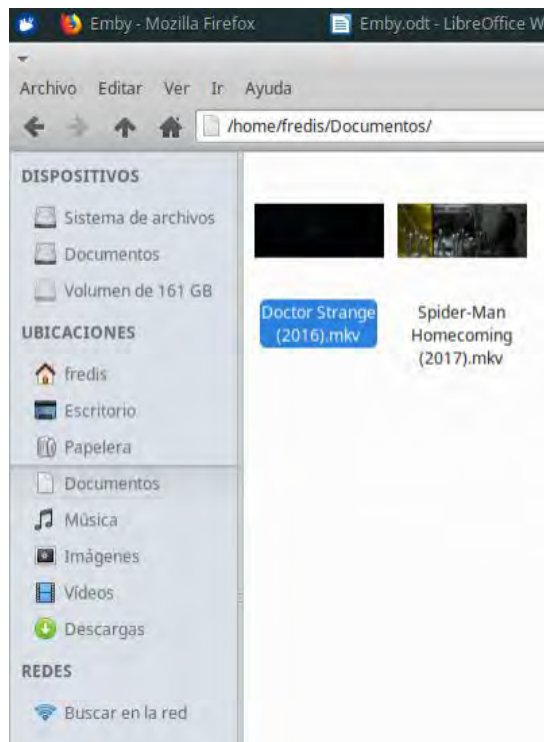 Emby - Mozilla Firefox
Emby.odt - LibreOffice W
Archivo Editar Ver Ir Ayuda
/home/fredis/Documentos/
DISPOSITIVOS
Sistema de archivos
Documentos
Volumen de 161 GB
UBICACIONES
fredis
Escritorio
Papelera
Documentos
Música
Imágenes
Vídeos
Descargas
REDES
Buscar en la red
Doctor Strange
(2016).mkv
Spider-Man
Homecoming
(2017).mkv